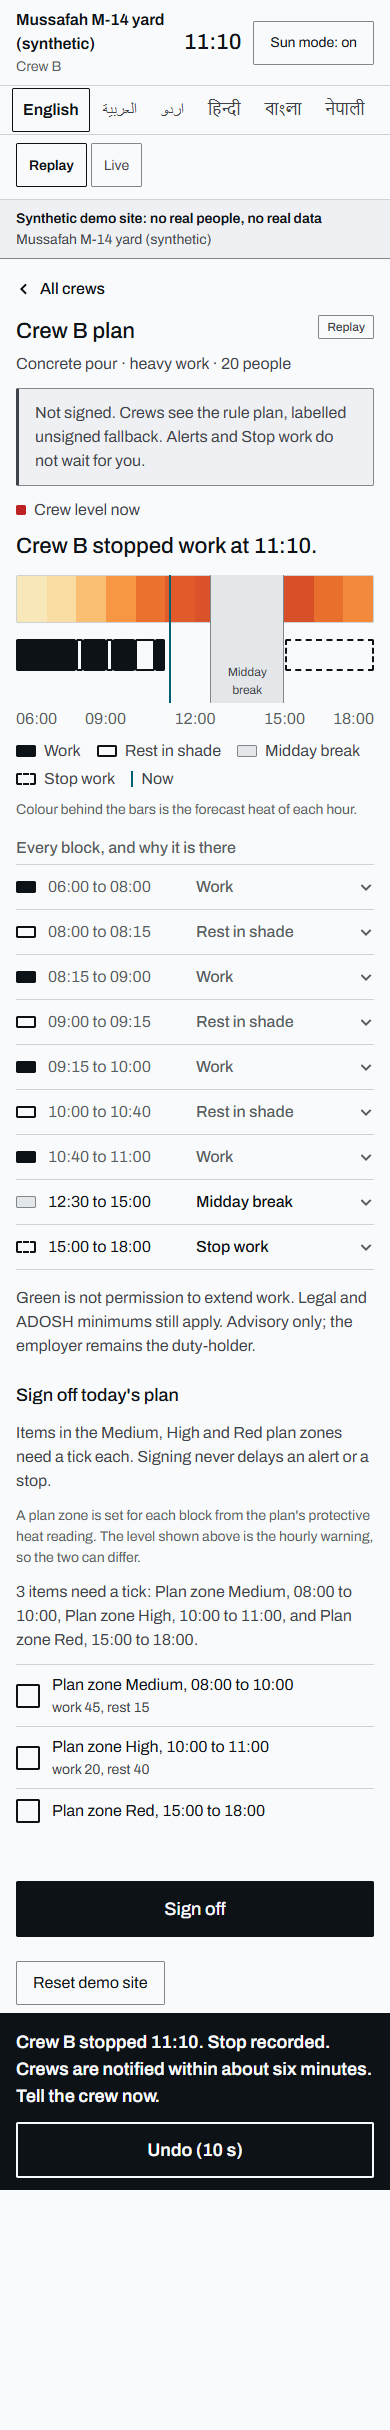 Mussafah M-14 yard
(synthetic)
Crew B
11:10
Sun mode: on
English
العربية
اردو
हिन्दी
বাংলা
नेपाली
Replay
Live
Synthetic demo site: no real people, no real data
Mussafah M-14 yard (synthetic)
All crews
Crew B plan
Replay
Concrete pour · heavy work · 20 people
Not signed. Crews see the rule plan, labelled
unsigned fallback. Alerts and Stop work do
not wait for you.
Crew level now
Crew B stopped work at 11:10.
Midday
break
06:00 09:00 12:00 15:00 18:00
Work Rest in shade Midday break
Stop work Now
Colour behind the bars is the forecast heat of each hour.
Every block, and why it is there
06:00 to 08:00 Work
08:00 to 08:15 Rest in shade
08:15 to 09:00 Work
09:00 to 09:15 Rest in shade
09:15 to 10:00 Work
10:00 to 10:40 Rest in shade
10:40 to 11:00 Work
12:30 to 15:00 Midday break
15:00 to 18:00 Stop work
Green is not permission to extend work. Legal and
ADOSH minimums still apply. Advisory only; the
employer remains the duty-holder.
Sign off today's plan
Items in the Medium, High and Red plan zones
need a tick each. Signing never delays an alert or a
stop.
A plan zone is set for each block from the plan's protective
heat reading. The level shown above is the hourly warning,
so the two can differ.
3 items need a tick: Plan zone Medium, 08:00 to
10:00, Plan zone High, 10:00 to 11:00, and Plan
zone Red, 15:00 to 18:00.
Plan zone Medium, 08:00 to 10:00
work 45, rest 15
Plan zone High, 10:00 to 11:00
work 20, rest 40
Plan zone Red, 15:00 to 18:00
Sign off
Reset demo site
Crew B stopped 11:10. Stop recorded.
Crews are notified within about six minutes.
Tell the crew now.
Undo (10 s)